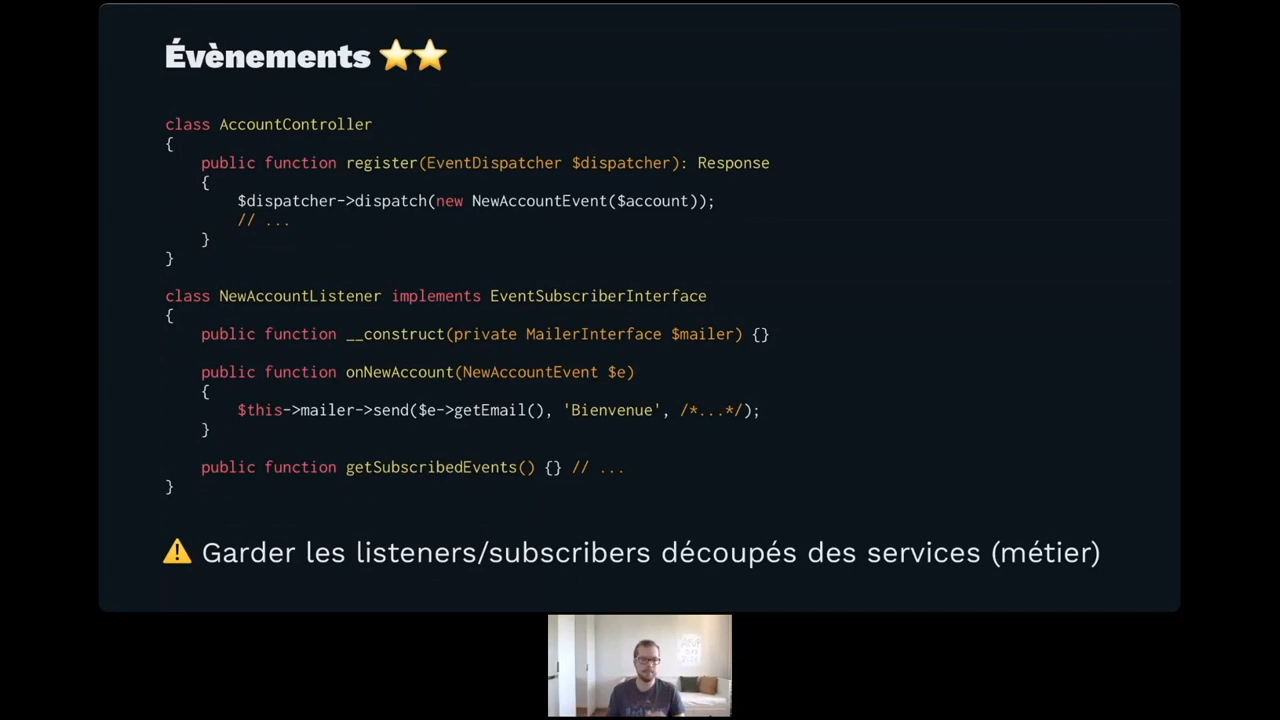 Évènements ⭐⭐
class AccountController
{
    public function register(EventDispatcher $dispatcher): Response
    {
        $dispatcher->dispatch(new NewAccountEvent($account));
        // ...
    }
}
class NewAccountListener implements EventSubscriberInterface
{
    public function __construct(private MailerInterface $mailer) {}
    public function onNewAccount(NewAccountEvent $e)
    {
        $this->mailer->send($e->getEmail(), 'Bienvenue', /*...*/);
    }
    public function getSubscribedEvents() {} // ...
}
⚠️ Garder les listeners/subscribers découpés des services (métier)